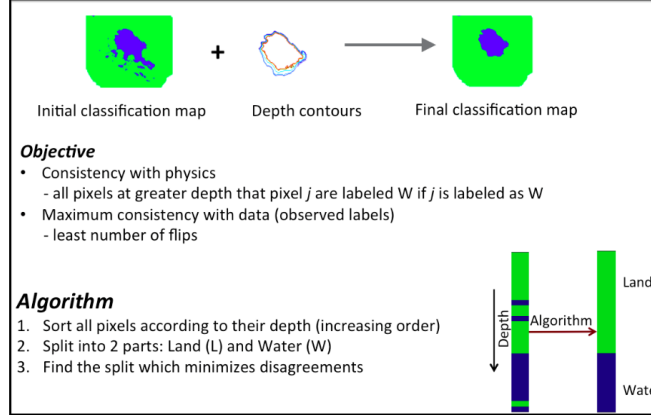 +
Initial classification map
Depth contours
Final classification map
Objective
• Consistency with physics
- all pixels at greater depth that pixel j are labeled W if j is labeled as W
• Maximum consistency with data (observed labels)
- least number of flips
Algorithm
1. Sort all pixels according to their depth (increasing order)
2. Split into 2 parts: Land (L) and Water (W)
3. Find the split which minimizes disagreements
Depth
Algorithm
Land
Wate